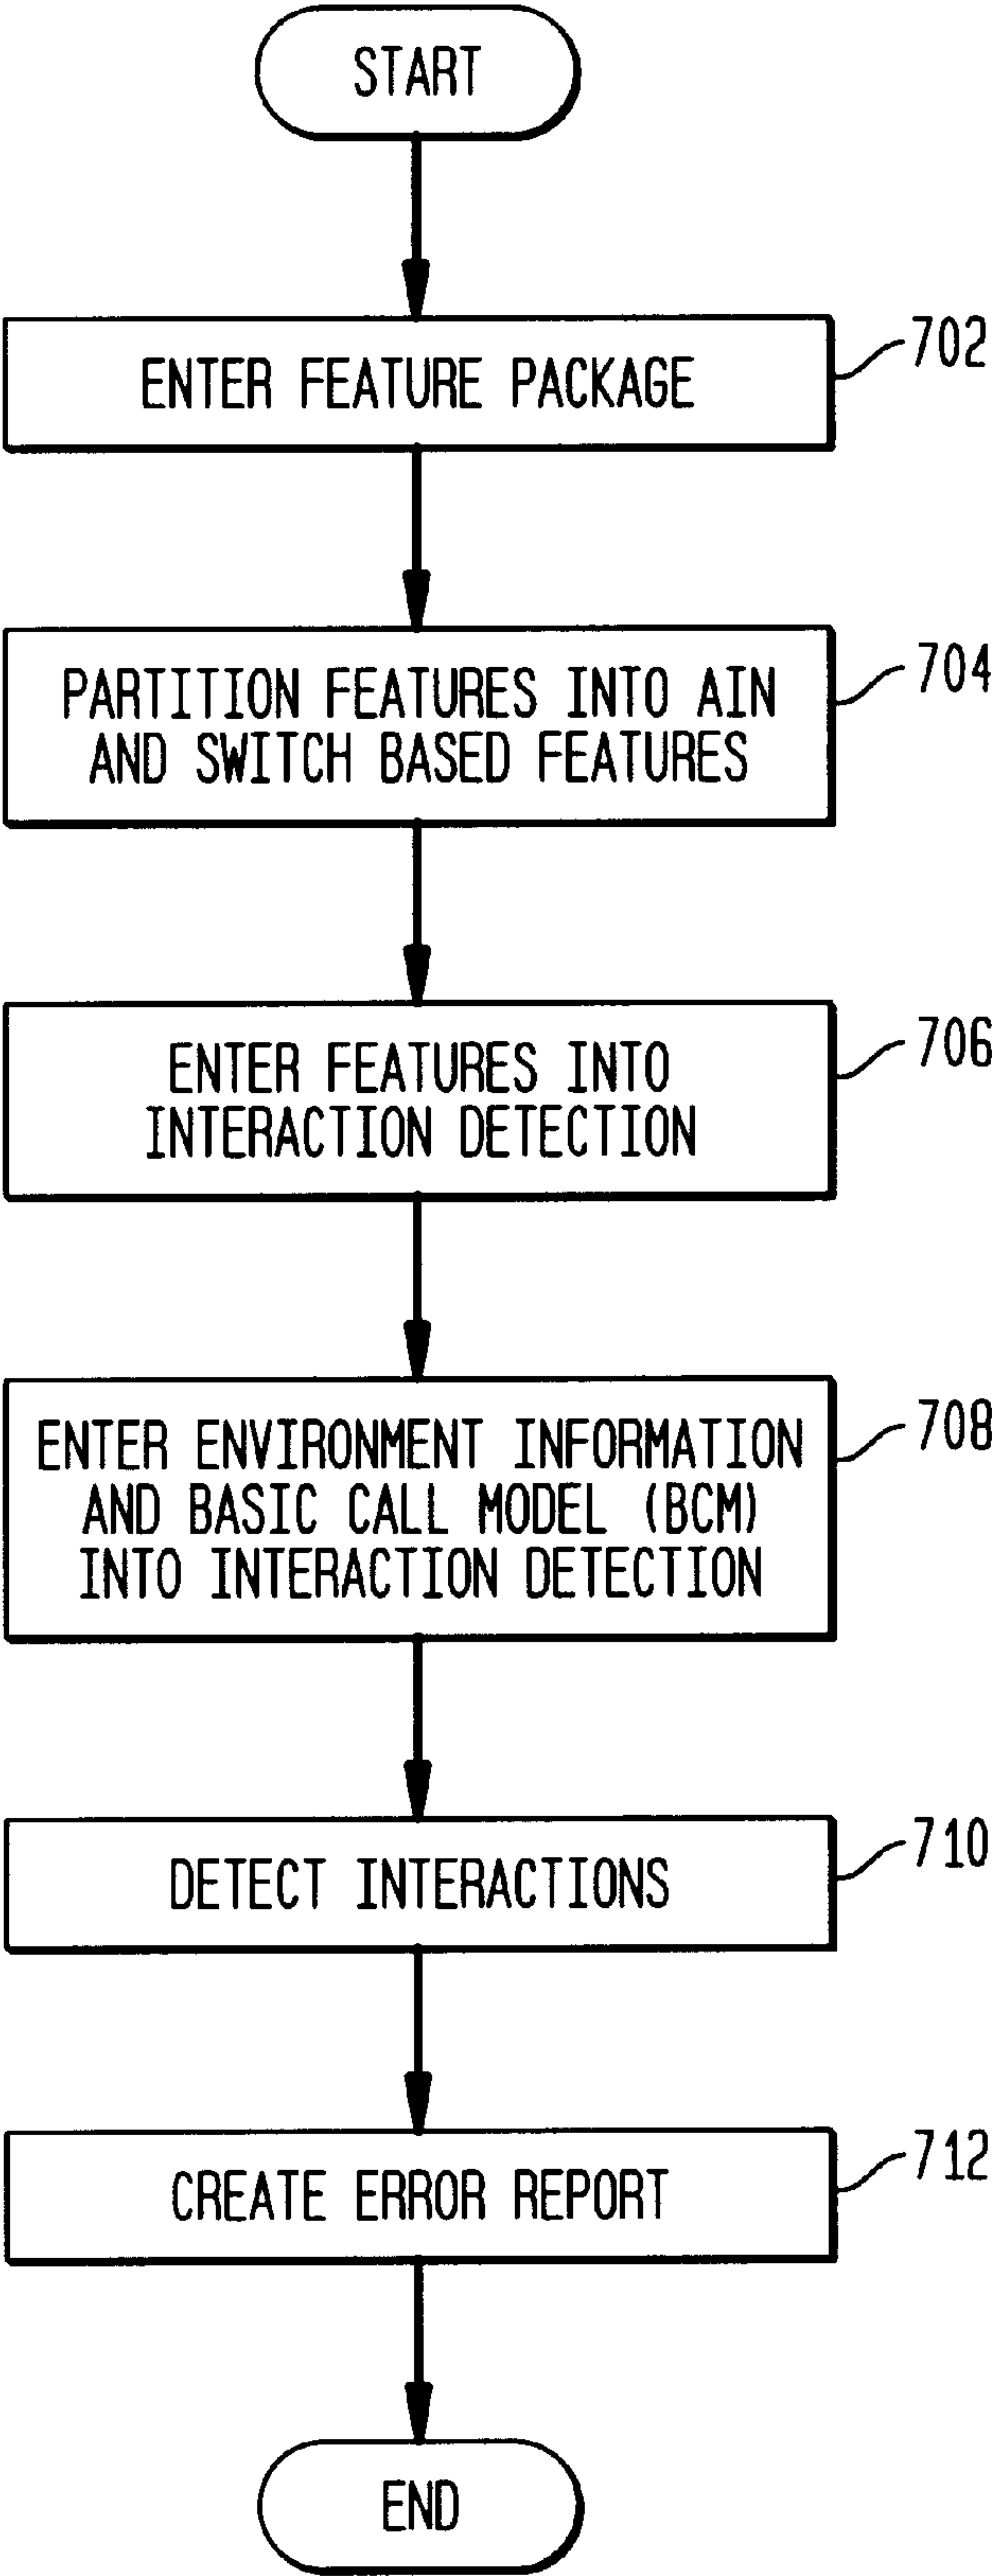 START
702
ENTER FEATURE PACKAGE
704
PARTITION FEATURES INTO AIN
AND SWITCH BASED FEATURES
706
ENTER FEATURES INTO
INTERACTION DETECTION
708
ENTER ENVIRONMENT INFORMATION
AND BASIC CALL MODEL (BCM)
INTO INTERACTION DETECTION
710
DETECT INTERACTIONS
712
CREATE ERROR REPORT
END